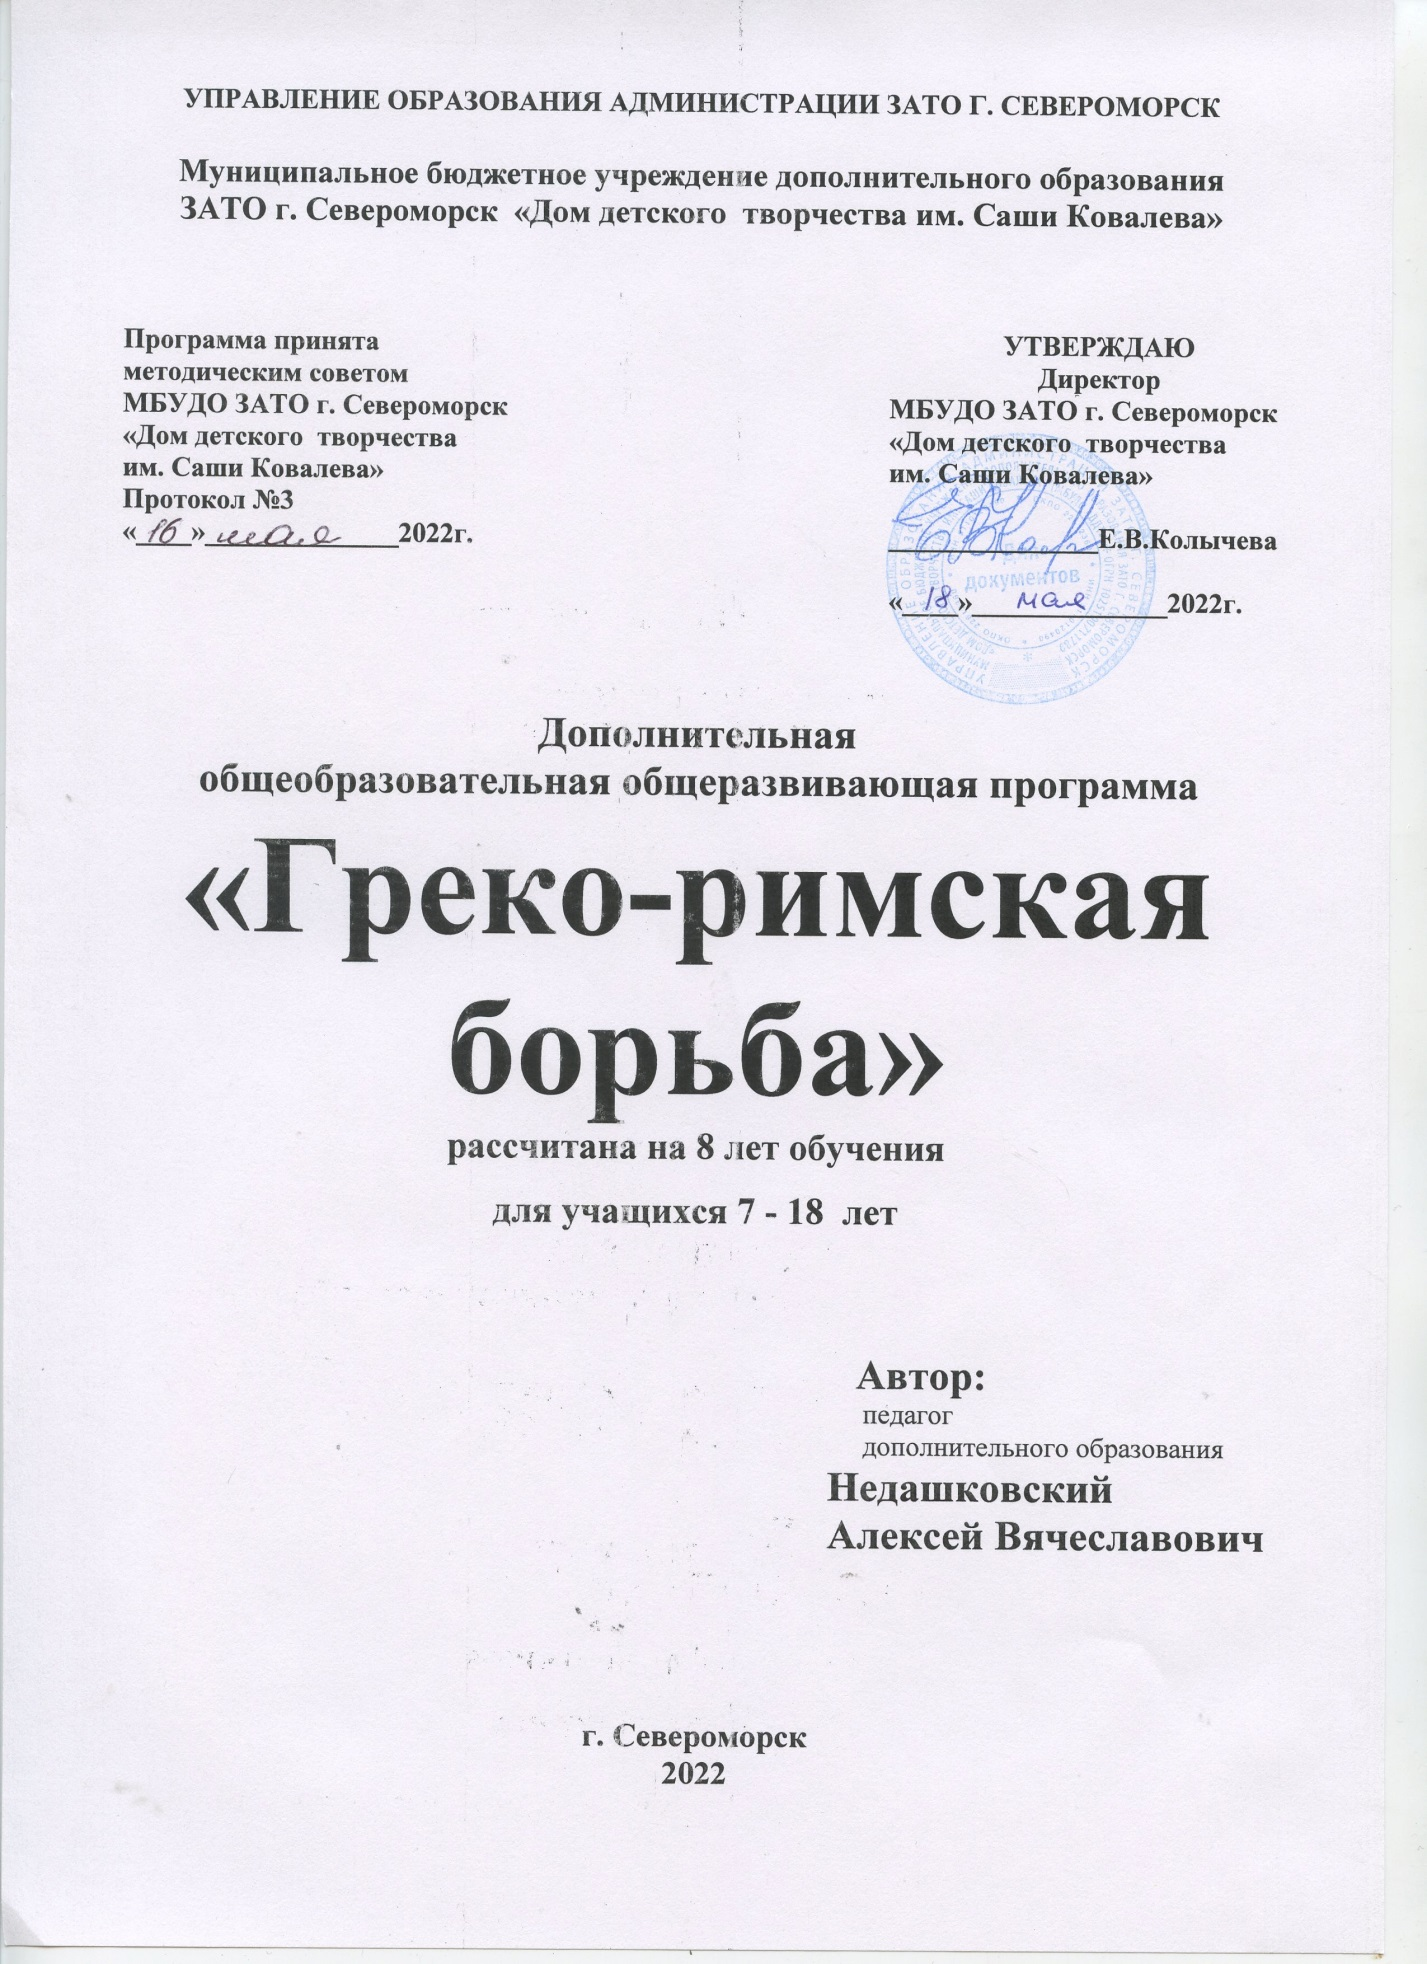 УПРАВЛЕНИЕ ОБРАЗОВАНИЯ АДМИНИСТРАЦИИ ЗАТО Г. СЕВЕРОМОРСК
Муниципальное бюджетное учреждение дополнительного образования
ЗАТО г. Североморск «Дом детского творчества им. Саши Ковалева»
Программа принята
методическим советом
МБУДО ЗАТО г. Североморск
«Дом детского творчества
им. Саши Ковалева»
Протокол №3
«16» мая 2022г.
УТВЕРЖДАЮ
Директор
МБУДО ЗАТО г. Североморск
«Дом детского творчества
им. Саши Ковалева»
Е.В.Колычева
документов
«18» мая 2022г.
Дополнительная
общеобразовательная общеразвивающая программа
«Греко-римская
борьба»
рассчитана на 8 лет обучения
для учащихся 7 - 18 лет
Автор:
педагог
дополнительного образования
Недашковский
Алексей Вячеславович
г. Североморск
2022